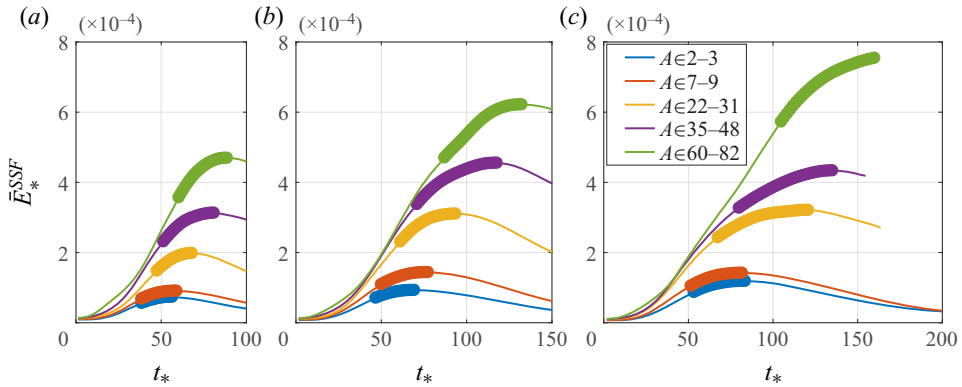 (a) (×10⁻⁴) (b) (×10⁻⁴) (c) (×10⁻⁴)
8 8 8
A∈2–3
A∈7–9
6 6 6
A∈22–31
A∈35–48
A∈60–82
Ē*^SSF
4 4 4
2 2 2
0 50 100 0 50 100 150 0 50 100 150 200
t* t* t*